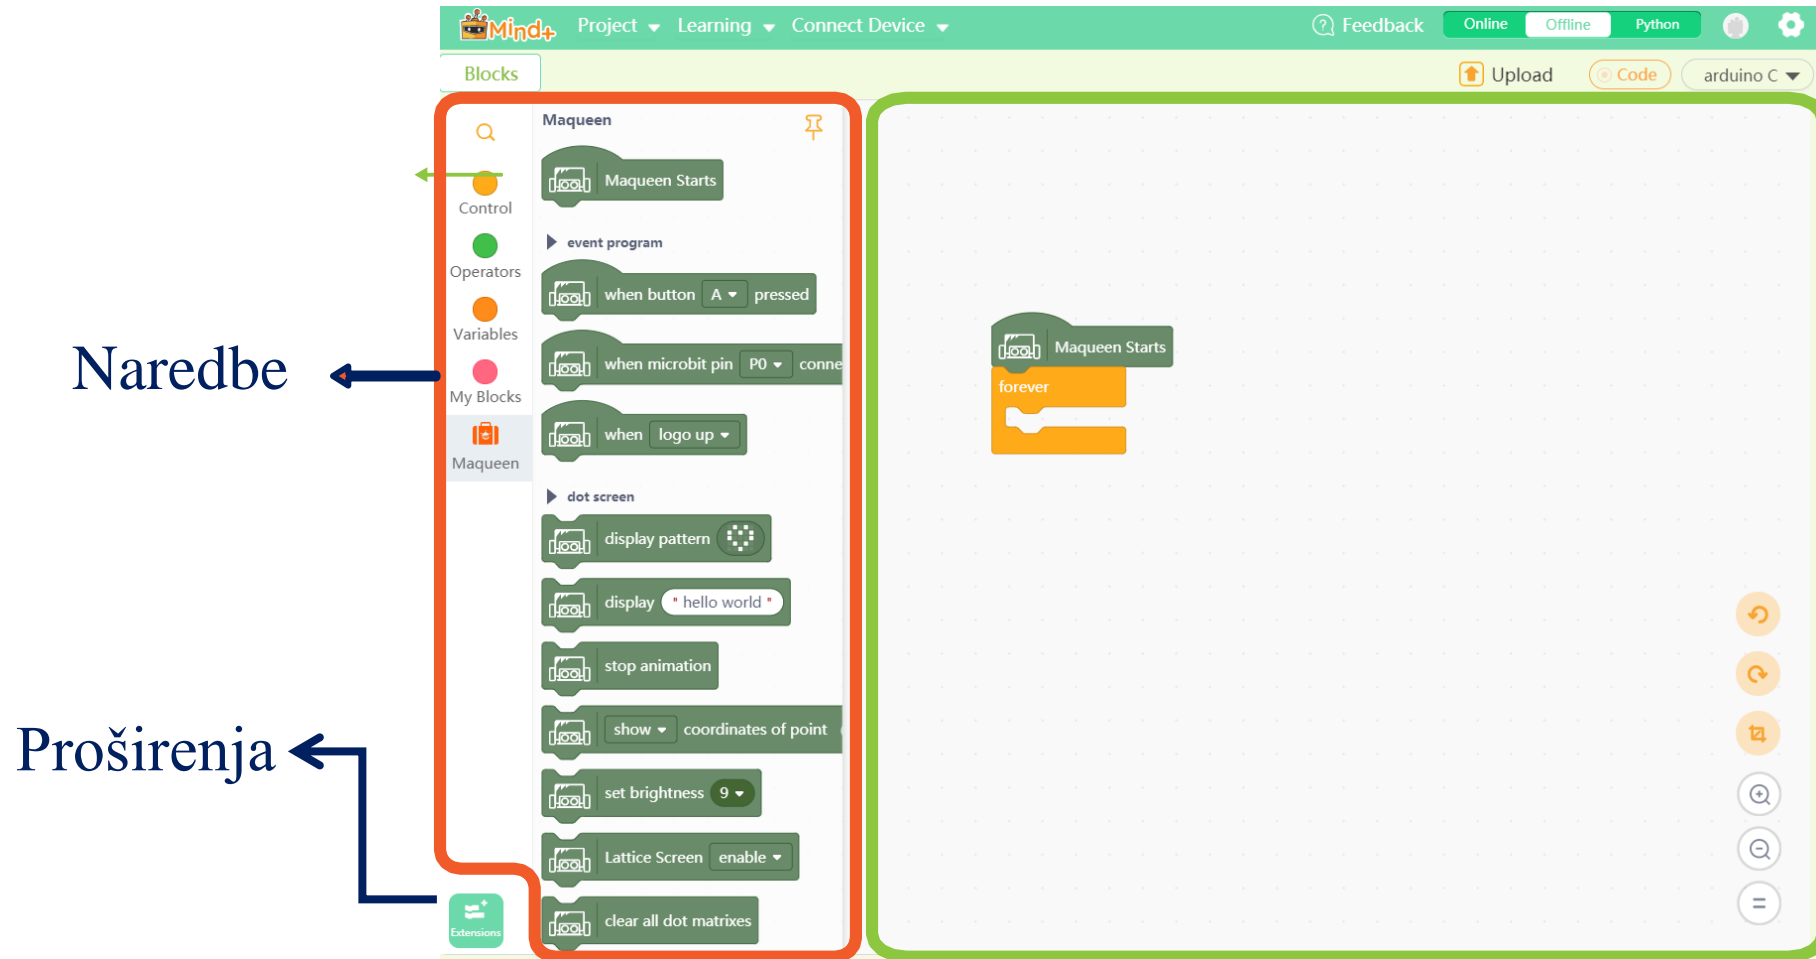 Mind+ Project Learning Connect Device Feedback Online Offline Python
Blocks Upload Code arduino C
Maqueen
Maqueen Starts
Control
event program
Operators
when button A pressed
Variables
Naredbe
when microbit pin P0 conne
My Blocks
when logo up
Maqueen
dot screen
display pattern
display " hello world "
stop animation
show coordinates of point
Proširenja
set brightness 9
Lattice Screen enable
clear all dot matrixes
Extensions
Maqueen Starts
forever